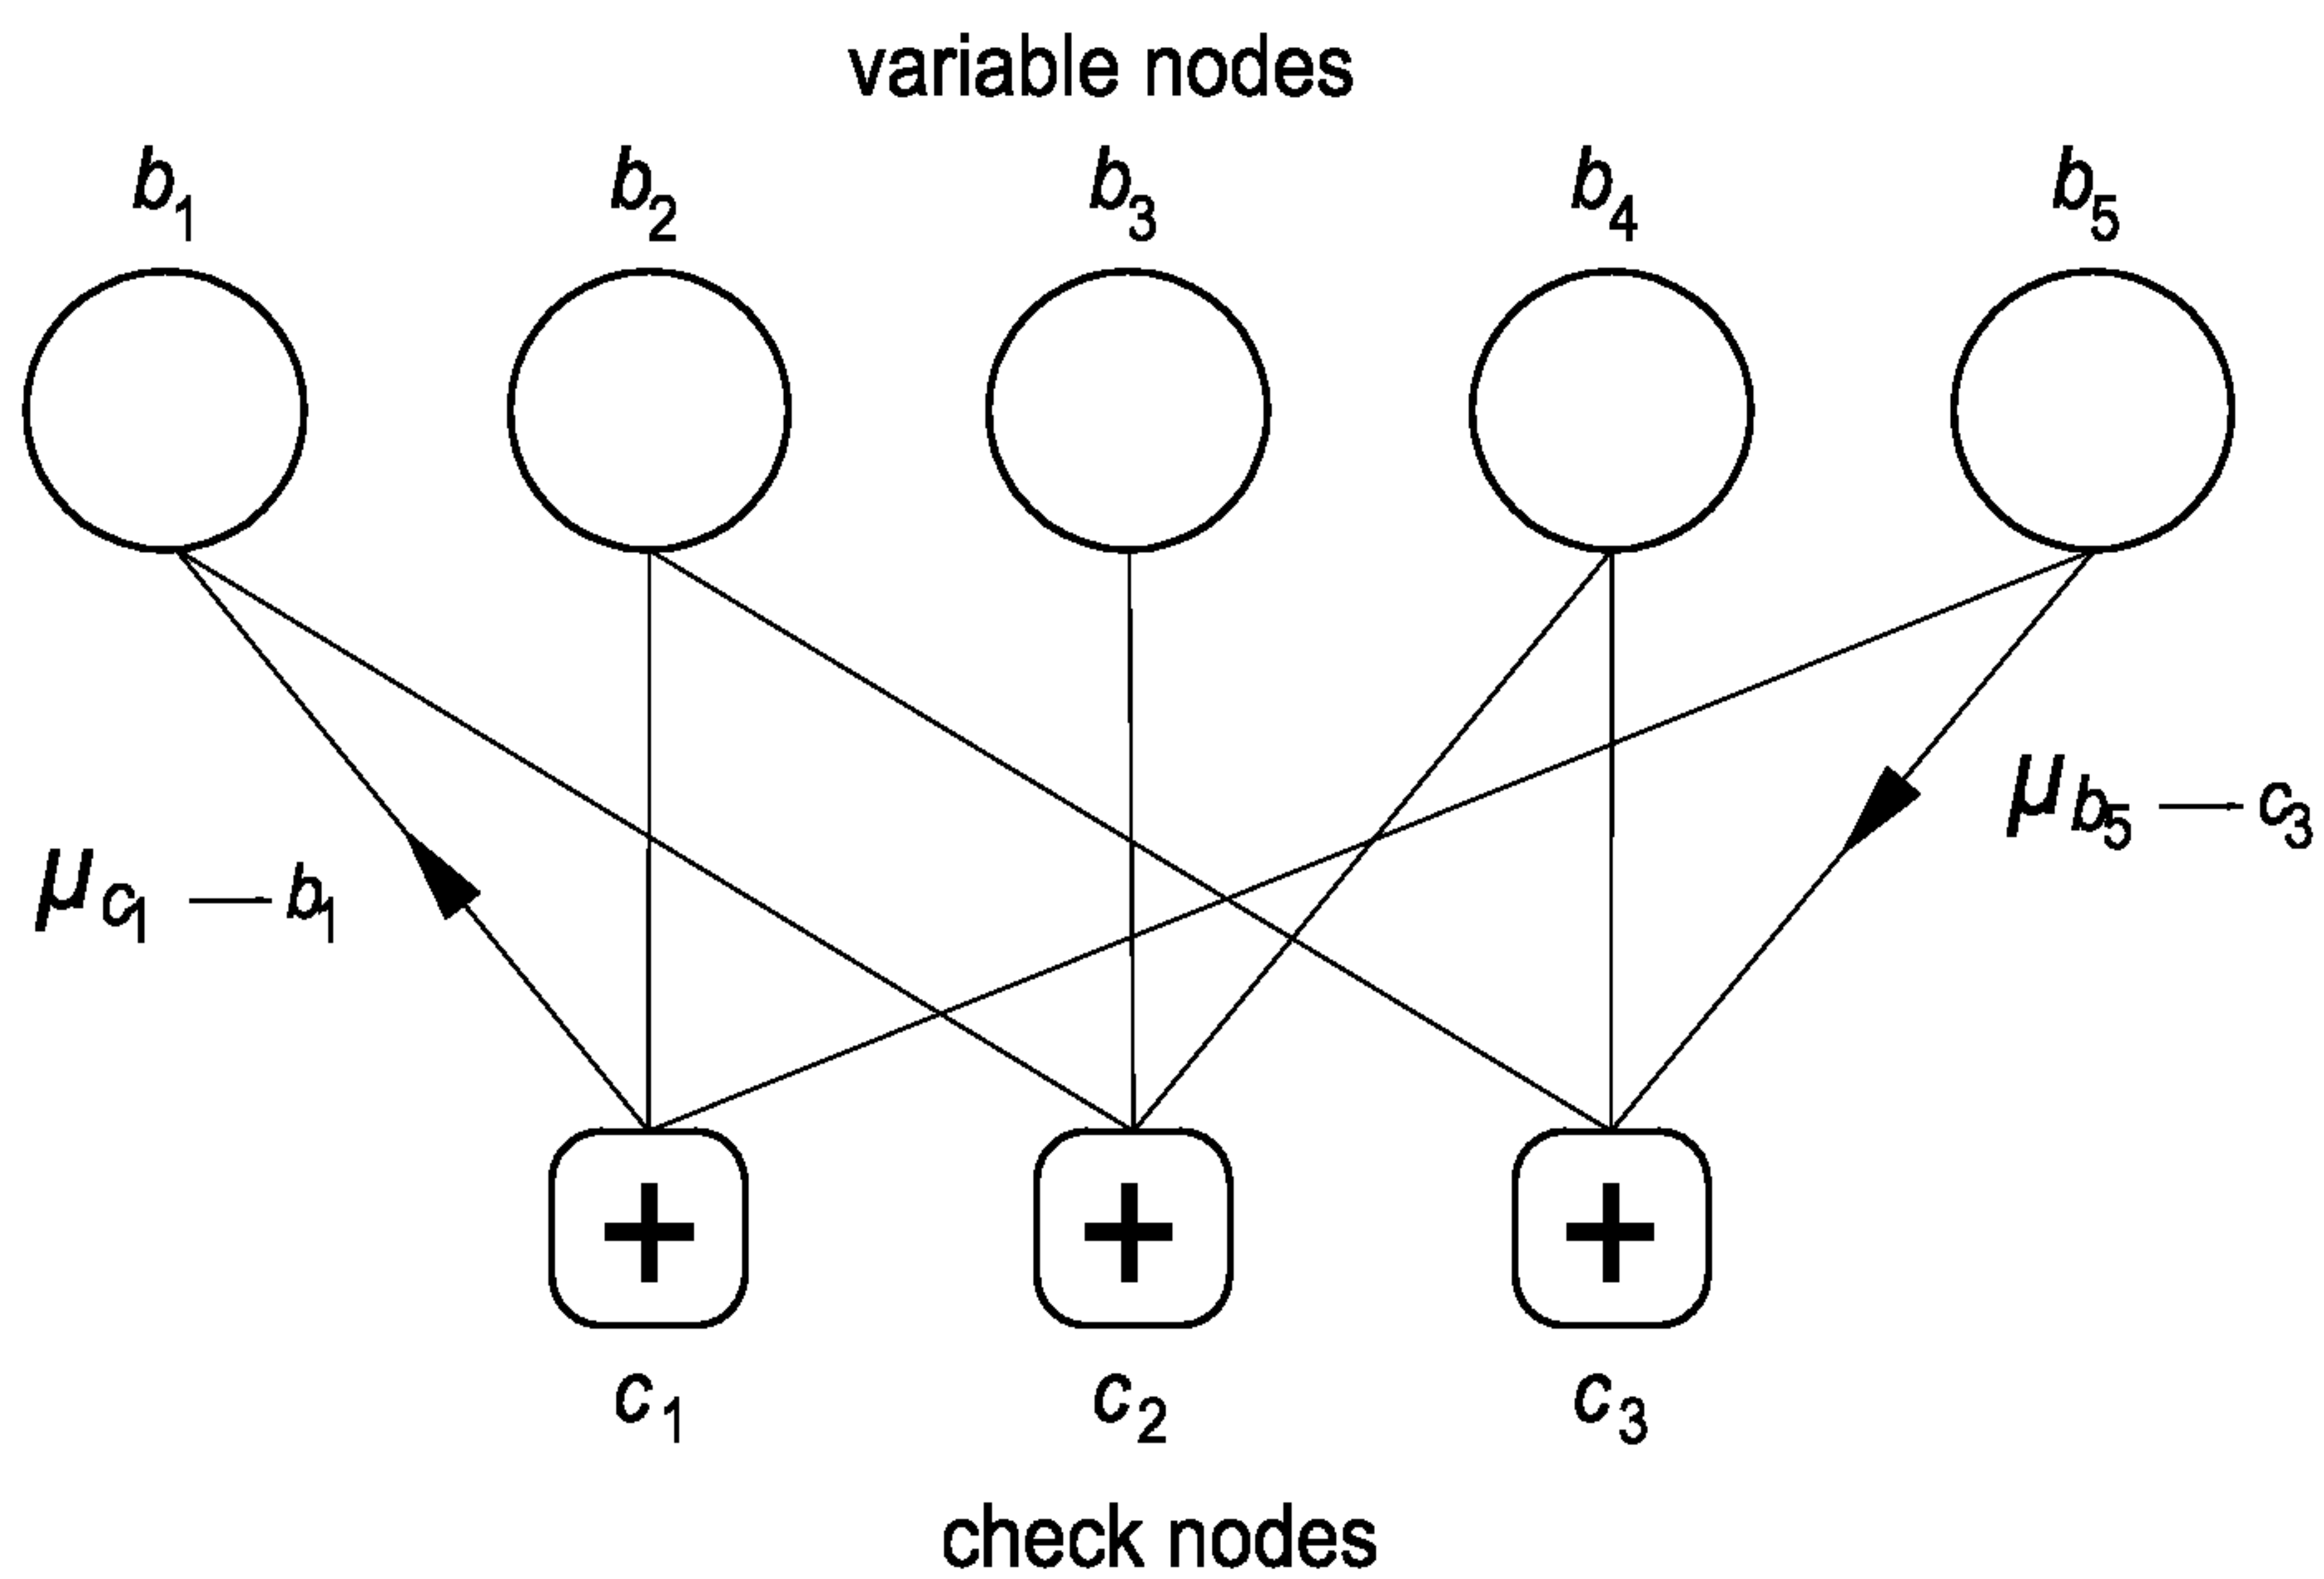 variable nodes
b1 b2 b3 b4 b5
μb5 — c3
μc1 — b1
+ + +
c1 c2 c3
check nodes